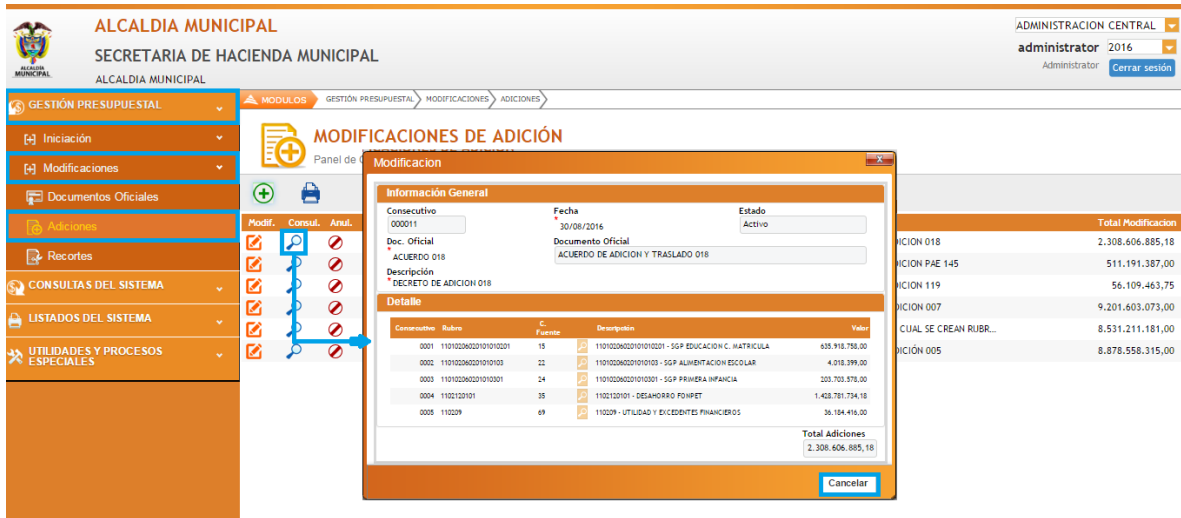 ALCALDIA MUNICIPAL
SECRETARIA DE HACIENDA MUNICIPAL
ALCALDIA MUNICIPAL
ALCALDÍA
MUNICIPAL
ADMINISTRACION CENTRAL
administrator 2016
Administrator Cerrar sesión
GESTIÓN PRESUPUESTAL
[+] Iniciación
[+] Modificaciones
Documentos Oficiales
Adiciones
Recortes
CONSULTAS DEL SISTEMA
LISTADOS DEL SISTEMA
UTILIDADES Y PROCESOS
ESPECIALES
MODULOS GESTIÓN PRESUPUESTAL MODIFICACIONES ADICIONES
MODIFICACIONES DE ADICIÓN
Panel de
Modif. Consul. Anul. Total Modificacion
ICION 018 2.308.606.885,18
ICION PAE 145 511.191.387,00
ICION 119 56.109.463,75
ICION 007 9.201.603.073,00
CUAL SE CREAN RUBR... 8.531.211.181,00
ICIÓN 005 8.878.558.315,00
Modificacion x
Información General
Consecutivo Fecha Estado
000011 * 30/08/2016 Activo
Doc. Oficial Documento Oficial
* ACUERDO 018 ACUERDO DE ADICION Y TRASLADO 018
Descripción
* DECRETO DE ADICION 018
Detalle
Consecutivo Rubro C. Fuente Descripción Valor
0001 11010206020101010201 15 11010206020101010201 - SGP EDUCACION C. MATRICULA 635.918.758,00
0002 110102060201010103 22 110102060201010103 - SGP ALIMENTACION ESCOLAR 4.018.399,00
0003 110102060201010301 24 110102060201010301 - SGP PRIMERA INFANCIA 203.703.578,00
0004 1102120101 35 1102120101 - DESAHORRO FONPET 1.428.781.734,18
0005 110209 69 110209 - UTILIDAD Y EXCEDENTES FINANCIEROS 36.184.416,00
Total Adiciones
2.308.606.885,18
Cancelar